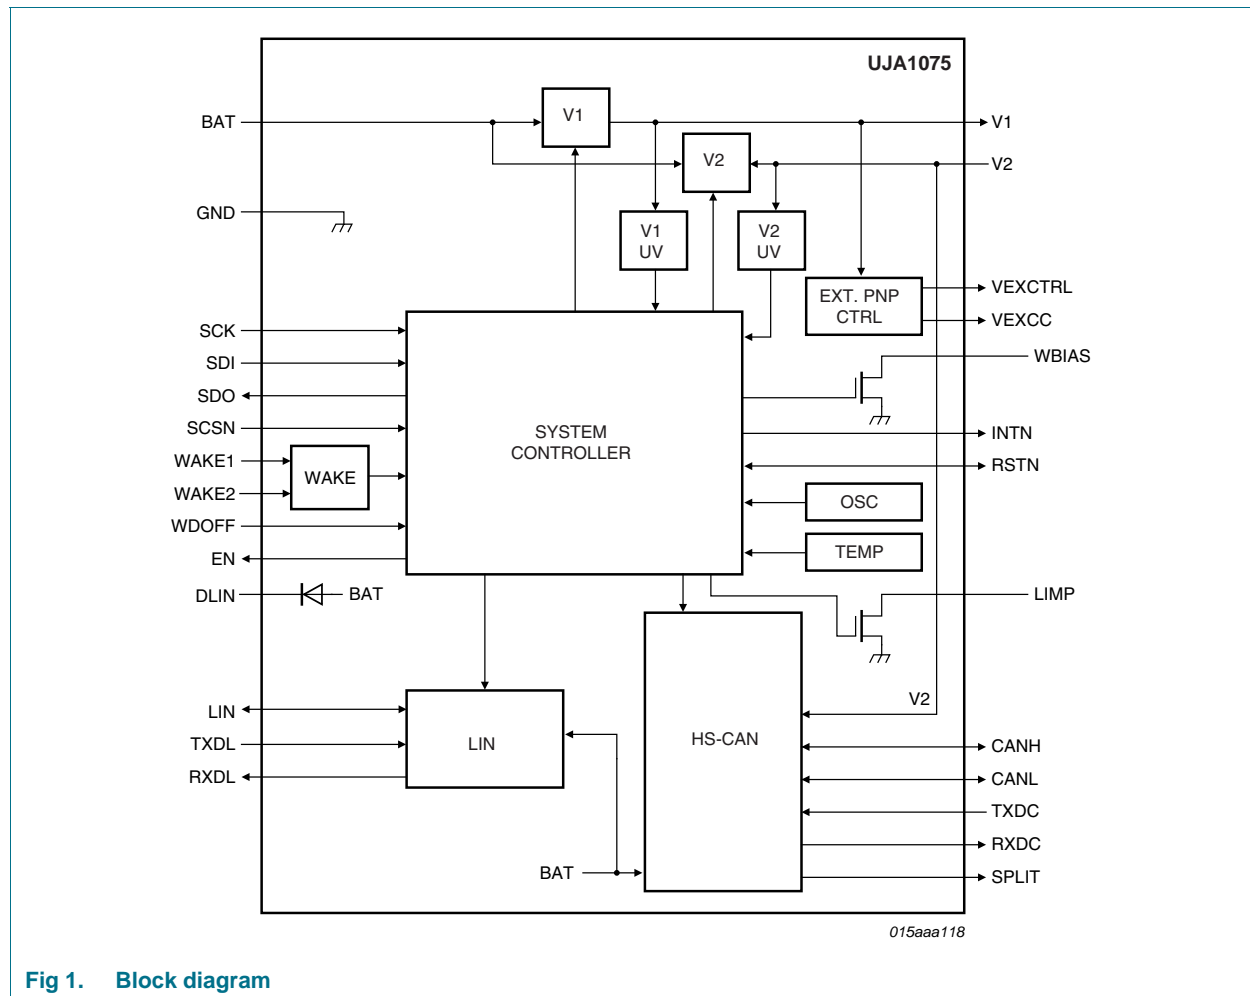 UJA1075
BAT
V1
V1
V2
V2
GND
V1
UV
V2
UV
EXT. PNP
CTRL
VEXCTRL
VEXCC
SCK
SDI
SDO
SCSN
WAKE1
WAKE2
WAKE
WDOFF
EN
SYSTEM
CONTROLLER
WBIAS
INTN
RSTN
OSC
TEMP
DLIN
BAT
LIMP
LIN
TXDL
RXDL
LIN
HS-CAN
V2
CANH
CANL
TXDC
RXDC
SPLIT
BAT
015aaa118
Fig 1. Block diagram